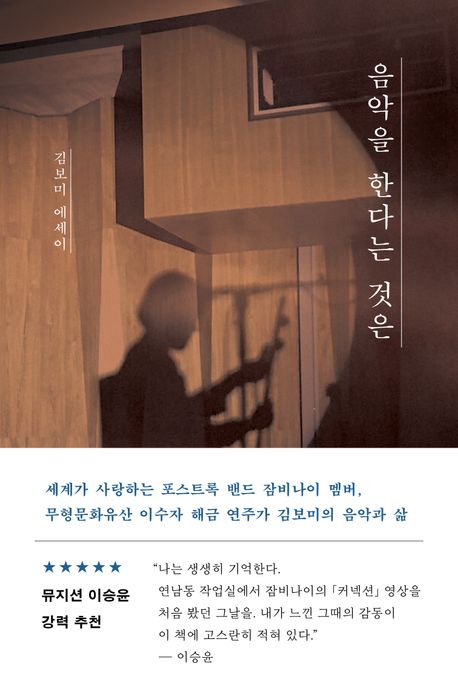 음악을 한다는 것은
김보미 에세이
세계가 사랑하는 포스트록 밴드 잠비나이 멤버,
무형문화유산 이수자 해금 연주가 김보미의 음악과 삶
★★★★★
뮤지션 이승윤
강력 추천
“나는 생생히 기억한다.
연남동 작업실에서 잠비나이의 「커넥션」 영상을
처음 봤던 그날을. 내가 느낀 그때의 감동이
이 책에 고스란히 적혀 있다.”
— 이승윤